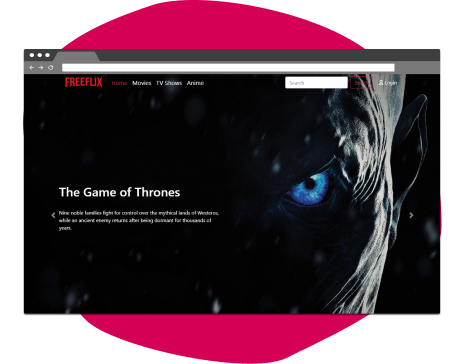 FREEFLIX Home Movies TV Shows Anime Search Login
The Game of Thrones
Nine noble families fight for control over the mythical lands of Westeros,
while an ancient enemy returns after being dormant for thousands of
years.